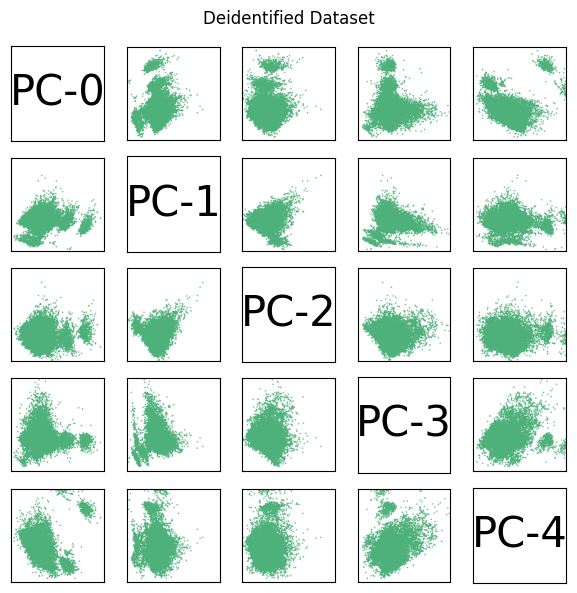 Deidentified Dataset
PC-0
PC-1
PC-2
PC-3
PC-4